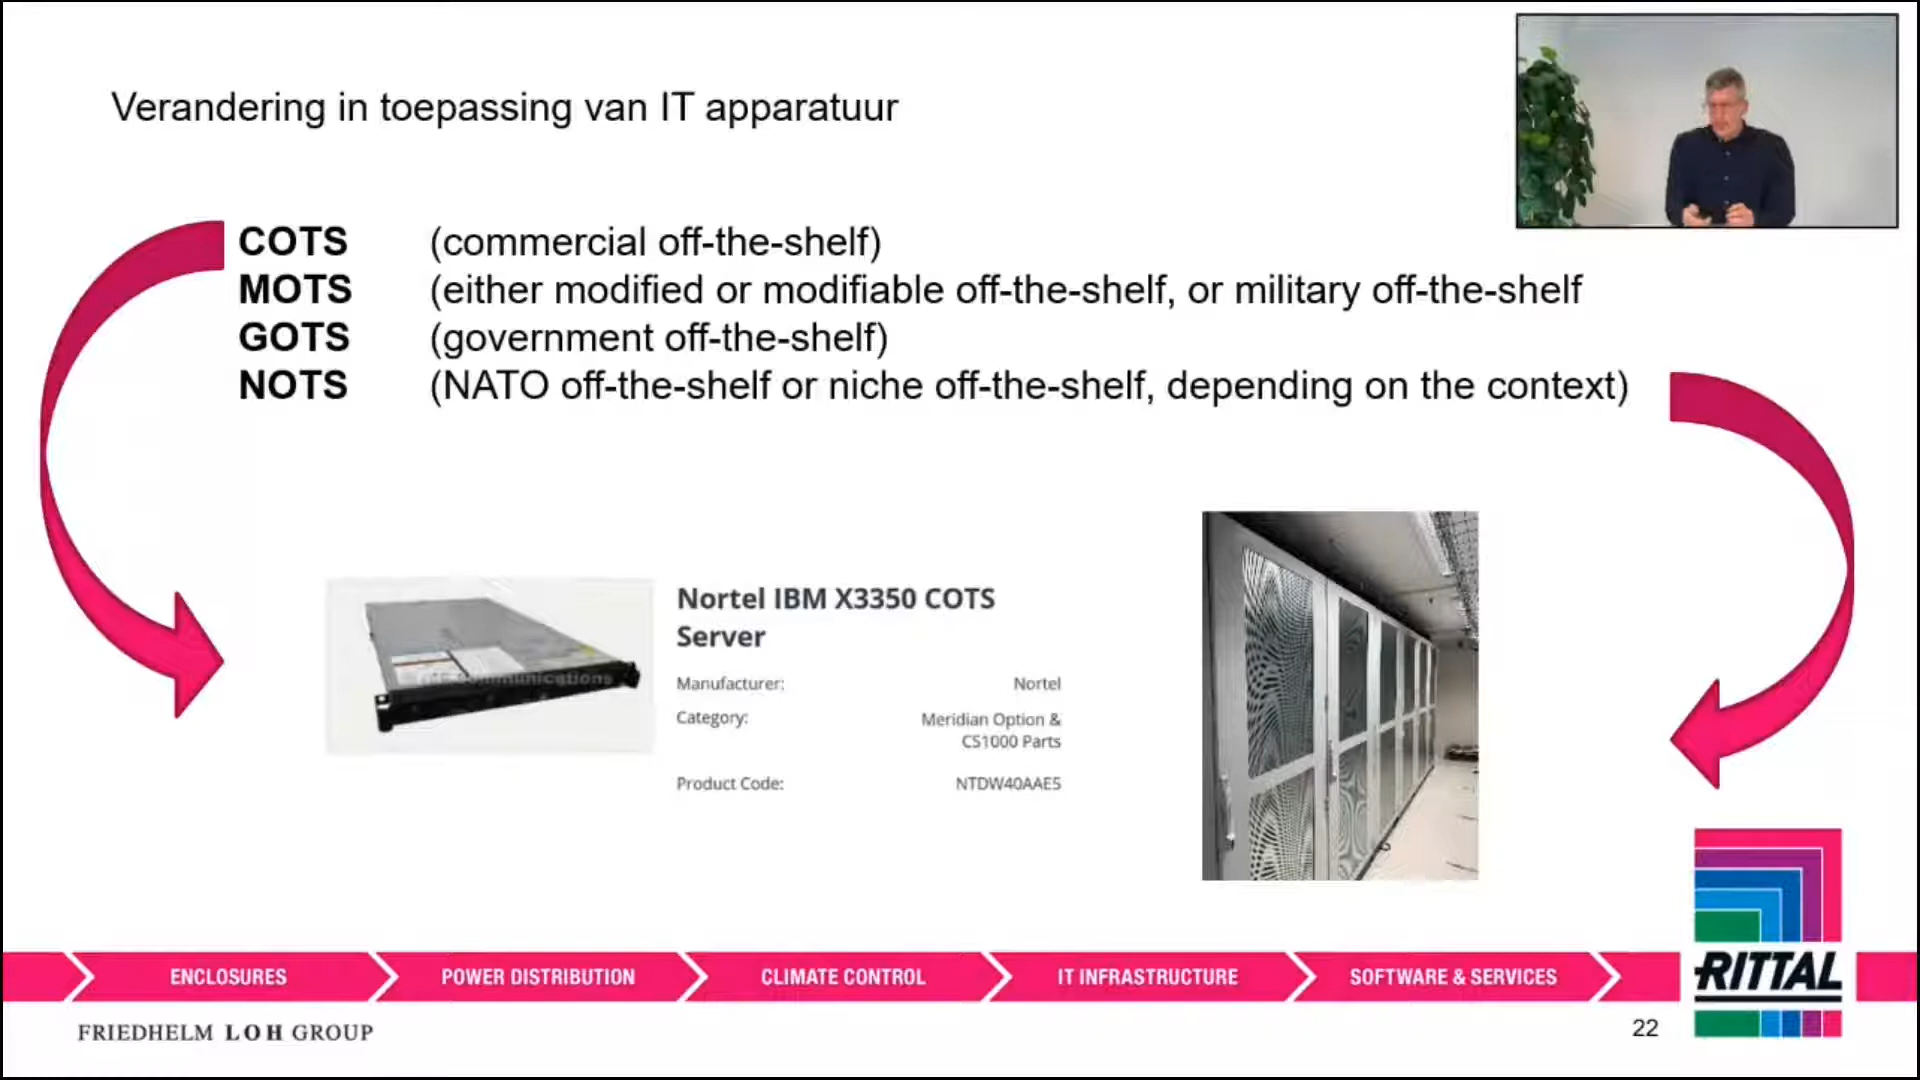 Verandering in toepassing van IT apparatuur
COTS (commercial off-the-shelf)
MOTS (either modified or modifiable off-the-shelf, or military off-the-shelf
GOTS (government off-the-shelf)
NOTS (NATO off-the-shelf or niche off-the-shelf, depending on the context)
Nortel IBM X3350 COTS
Server
Manufacturer: Nortel
Category: Meridian Option &
CS1000 Parts
Product Code: NTDW40AAE5
ENCLOSURES POWER DISTRIBUTION CLIMATE CONTROL IT INFRASTRUCTURE SOFTWARE & SERVICES
RITTAL
FRIEDHELM LOH GROUP
22